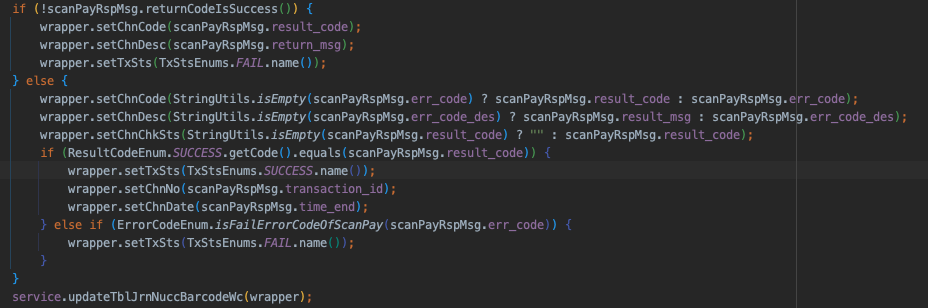 if (!scanPayRspMsg.returnCodeIsSuccess()) {
wrapper.setChnCode(scanPayRspMsg.result_code);
wrapper.setChnDesc(scanPayRspMsg.return_msg);
wrapper.setTxSts(TxStsEnums.FAIL.name());
} else {
wrapper.setChnCode(StringUtils.isEmpty(scanPayRspMsg.err_code) ? scanPayRspMsg.result_code : scanPayRspMsg.err_code);
wrapper.setChnDesc(StringUtils.isEmpty(scanPayRspMsg.err_code_des) ? scanPayRspMsg.result_msg : scanPayRspMsg.err_code_des);
wrapper.setChnChkSts(StringUtils.isEmpty(scanPayRspMsg.result_code) ? "" : scanPayRspMsg.result_code);
if (ResultCodeEnum.SUCCESS.getCode().equals(scanPayRspMsg.result_code)) {
wrapper.setTxSts(TxStsEnums.SUCCESS.name());
wrapper.setChnNo(scanPayRspMsg.transaction_id);
wrapper.setChnDate(scanPayRspMsg.time_end);
} else if (ErrorCodeEnum.isFailErrorCodeOfScanPay(scanPayRspMsg.err_code)) {
wrapper.setTxSts(TxStsEnums.FAIL.name());
}
}
service.updateTblJrnNuccBarcodeWc(wrapper);